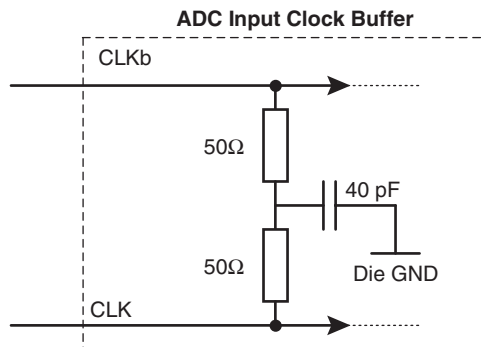 ADC Input Clock Buffer
CLKb
50Ω
40 pF
50Ω
Die GND
CLK